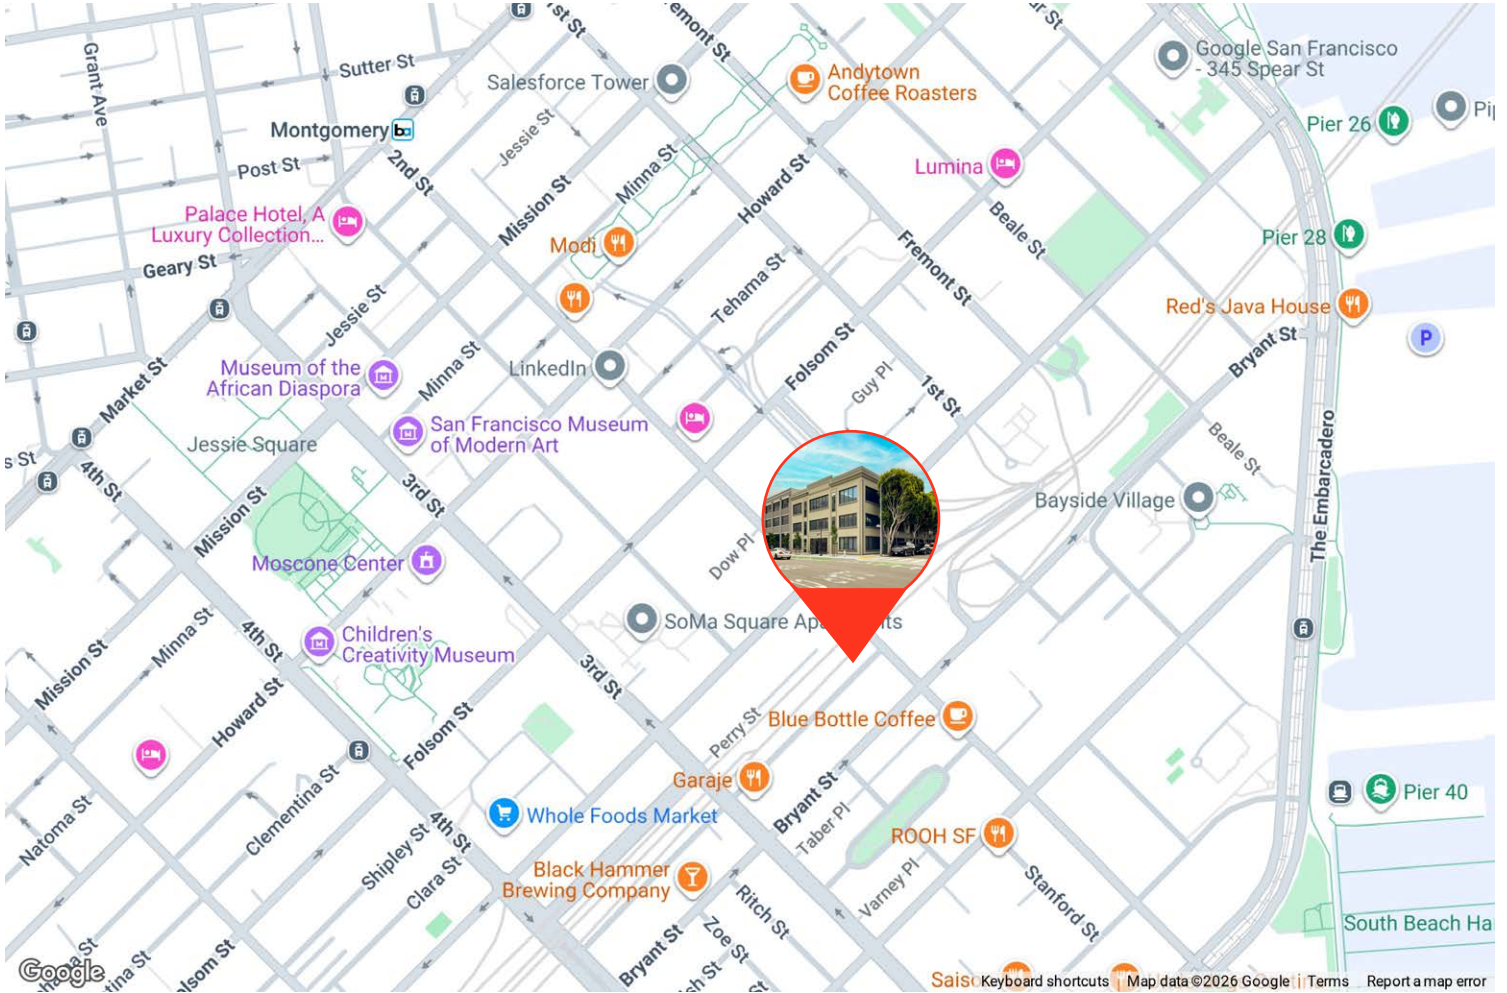 1st St
Fremont St
Grant Ave
Sutter St
Salesforce Tower
Andytown
Coffee Roasters
Google San Francisco
- 345 Spear St
Pier 26
Montgomery
Jessie St
Post St
2nd St
Minna St
Lumina
Mission St
Howard St
Palace Hotel, A
Luxury Collection...
Beale St
Pier 28
Modi
Geary St
Fremont St
Tehama St
Jessie St
Red's Java House
P
Bryant St
Museum of the
African Diaspora
Minna St
LinkedIn
Folsom St
Guy Pl
1st St
Market St
San Francisco Museum
of Modern Art
Jessie Square
Beale St
The Embarcadero
s St
4th St
3rd St
Bayside Village
Mission St
Dow Pl
Moscone Center
SoMa Square
Children's
Creativity Museum
Minna St
4th St
Mission St
3rd St
Howard St
Folsom St
Perry St
Blue Bottle Coffee
Garaje
Pier 40
Bryant St
Whole Foods Market
Clementina St
Natoma St
4th St
Taber Pl
ROOH SF
Shipley St
Clara St
Black Hammer
Brewing Company
Varney Pl
Stanford St
Ritch St
Zoe St
South Beach Ha
Bryant St
Google
olsom St
Keyboard shortcuts
Map data ©2026 Google
Terms
Report a map error